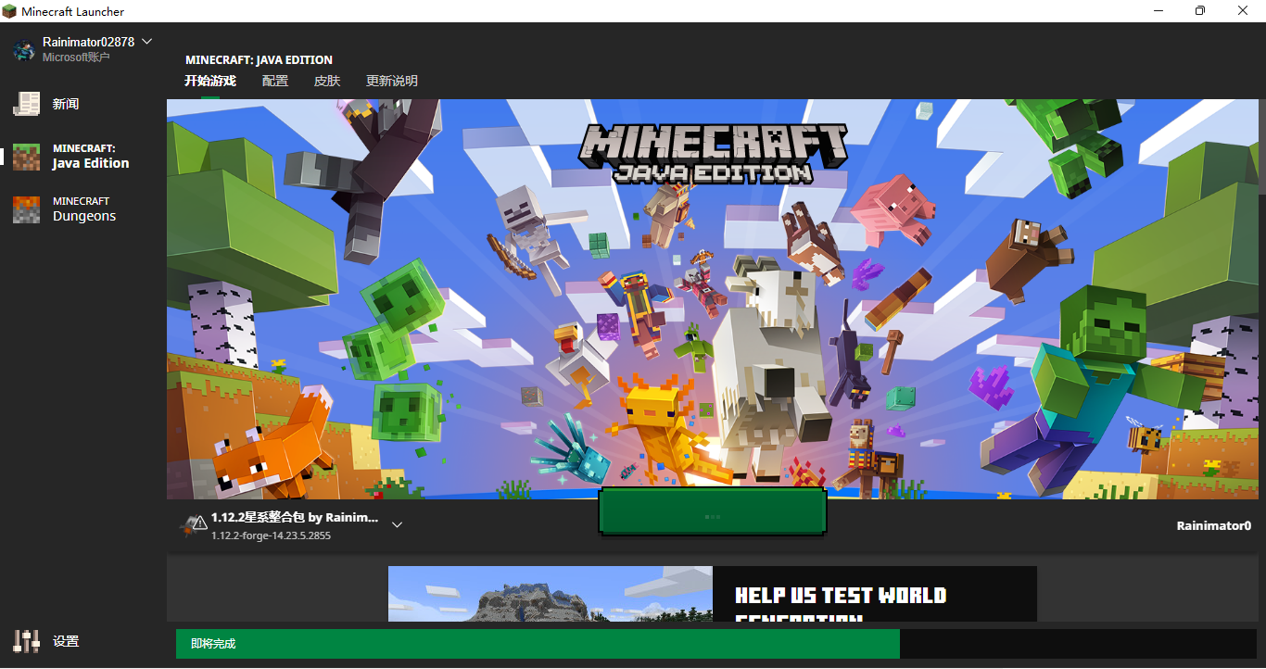 Minecraft Launcher
Rainimator02878
Microsoft账户
新闻
MINECRAFT:
Java Edition
MINECRAFT
Dungeons
设置
MINECRAFT: JAVA EDITION
开始游戏 配置 皮肤 更新说明
MINECRAFT
JAVA EDITION
1.12.2星系整合包 by Rainim...
1.12.2-forge-14.23.5.2855
Rainimator0
HELP US TEST WORLD
GENERATION
即将完成